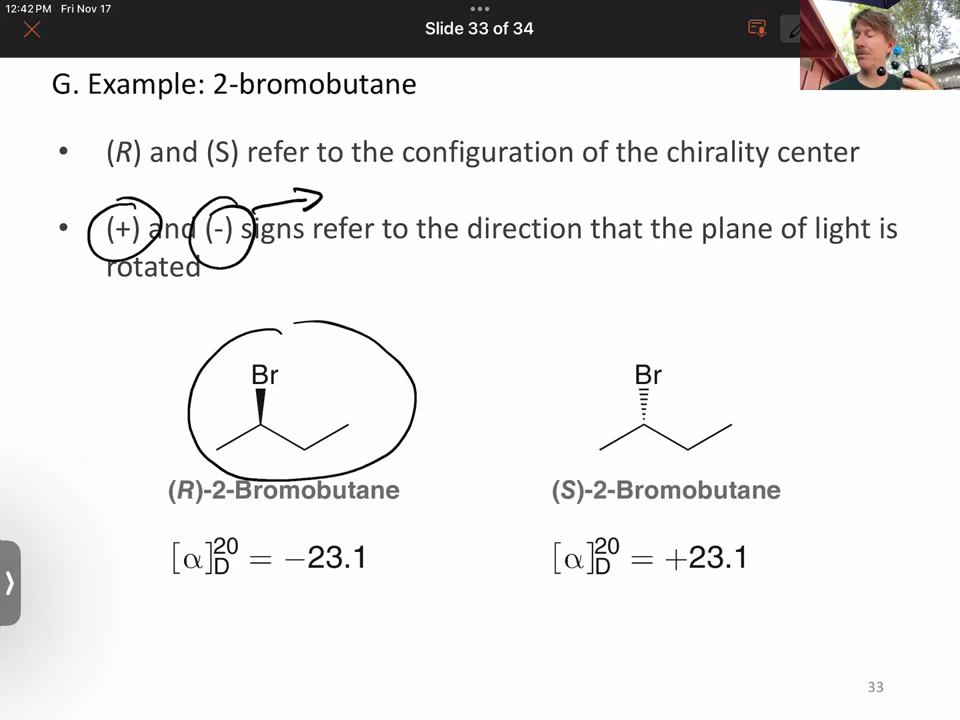 12:42 PM Fri Nov 17
Slide 33 of 34
G. Example: 2-bromobutane
• (R) and (S) refer to the configuration of the chirality center
• (+) and (-) signs refer to the direction that the plane of light is
rotated
Br Br
(R)-2-Bromobutane (S)-2-Bromobutane
[α]20D = −23.1 [α]20D = +23.1
33